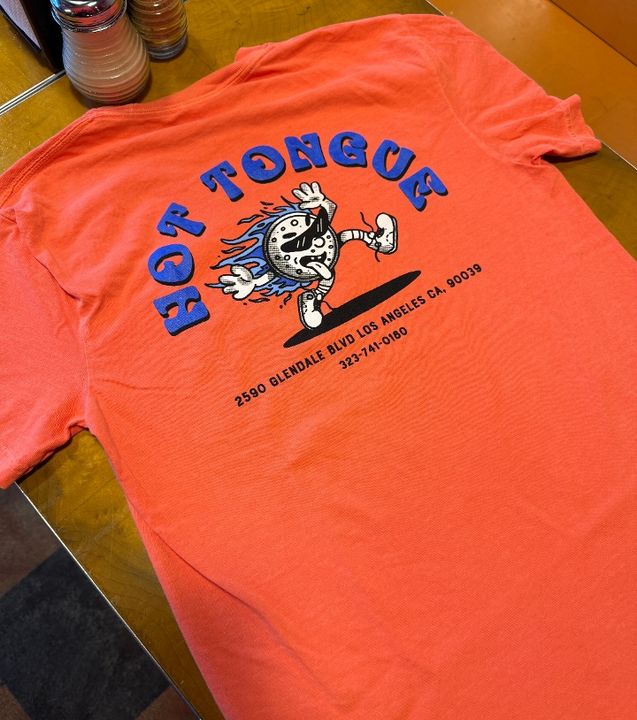 HOT TONGUE
2590 GLENDALE BLVD LOS ANGELES CA, 90039
323-741-0180